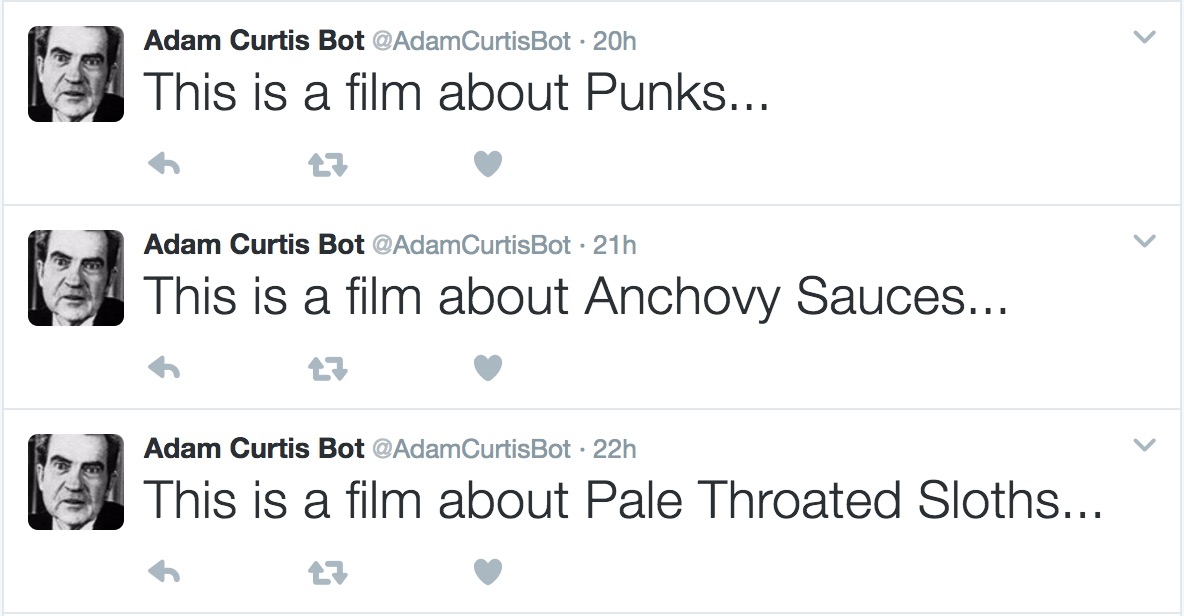 Adam Curtis Bot @AdamCurtisBot · 20h
This is a film about Punks...
Adam Curtis Bot @AdamCurtisBot · 21h
This is a film about Anchovy Sauces...
Adam Curtis Bot @AdamCurtisBot · 22h
This is a film about Pale Throated Sloths...